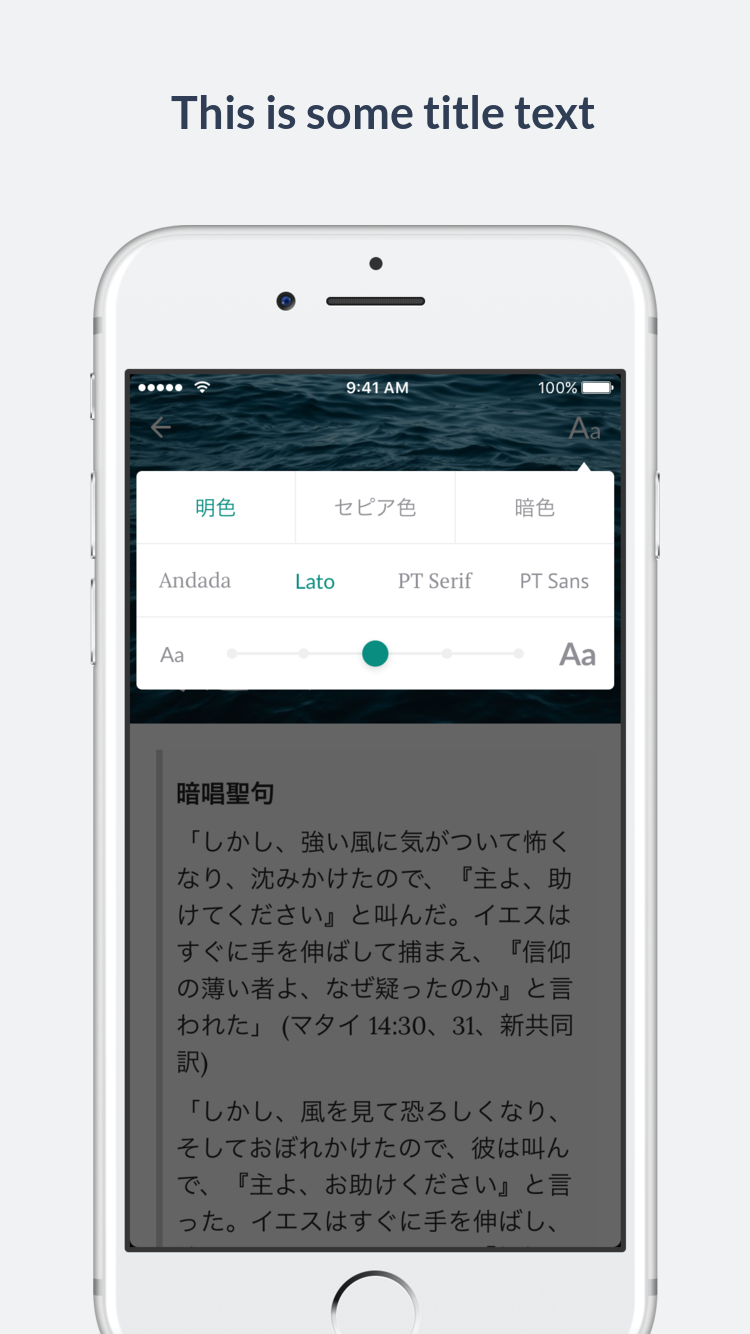 This is some title text
9:41 AM
100%
Aa
明色 セピア色 暗色
Andada Lato PT Serif PT Sans
Aa Aa
暗唱聖句
「しかし、強い風に気がついて怖く
なり、沈みかけたので、『主よ、助
けてください』と叫んだ。イエスは
すぐに手を伸ばして捕まえ、『信仰
の薄い者よ、なぜ疑ったのか』と言
われた」 (マタイ 14:30、31、新共同
訳)
「しかし、風を見て恐ろしくなり、
そしておぼれかけたので、彼は叫ん
で、『主よ、お助けください』と言
った。イエスはすぐに手を伸ばし、